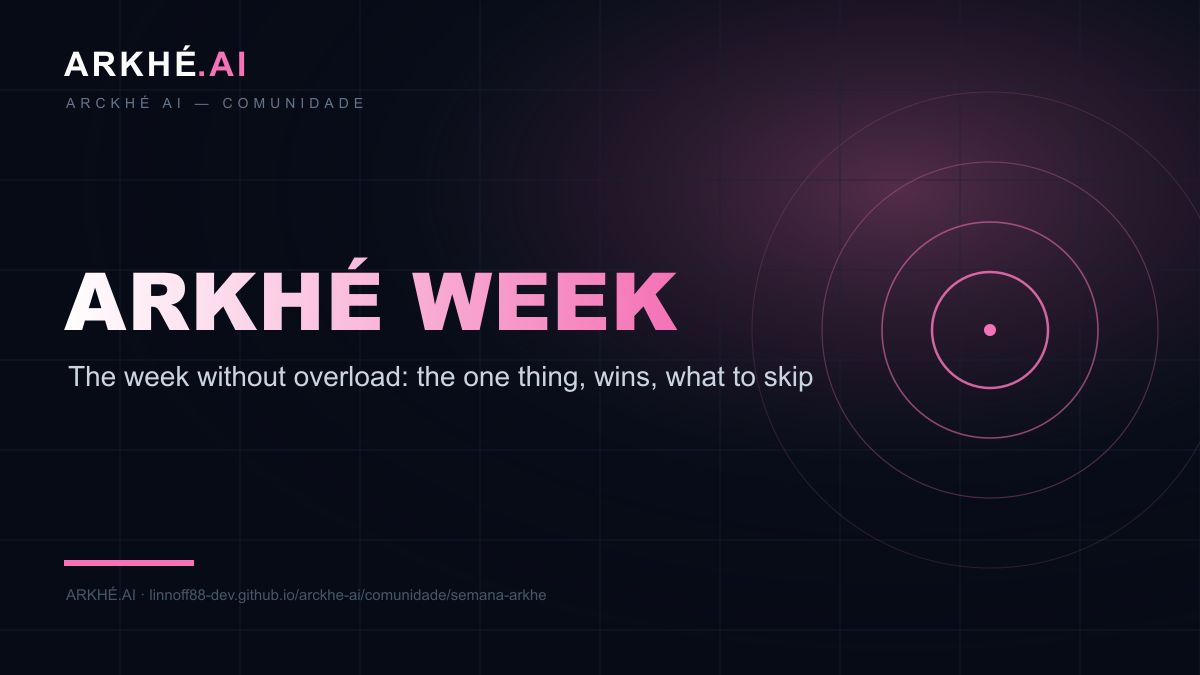 ARKHÉ.AI
ARCKHÉ AI — COMUNIDADE
ARKHÉ WEEK
The week without overload: the one thing, wins, what to skip
ARKHÉ.AI · linnoff88-dev.github.io/arckhe-ai/comunidade/semana-arkhe